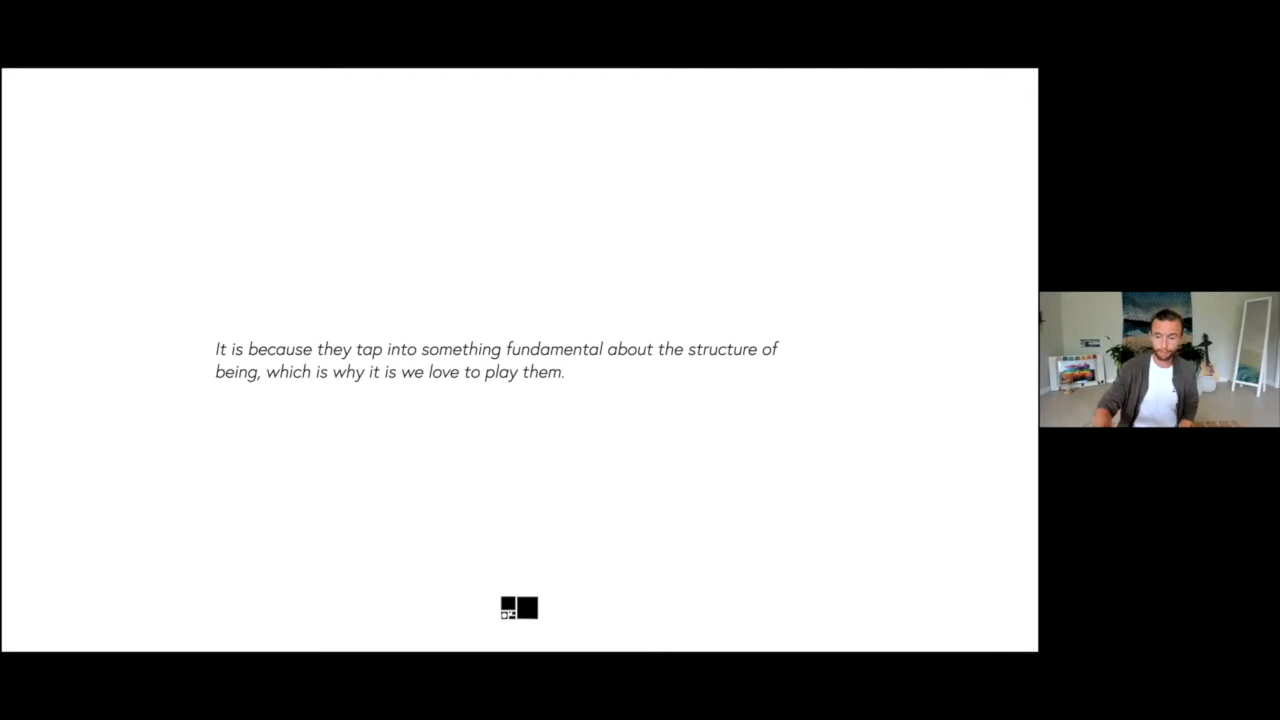 It is because they tap into something fundamental about the structure of
being, which is why it is we love to play them.